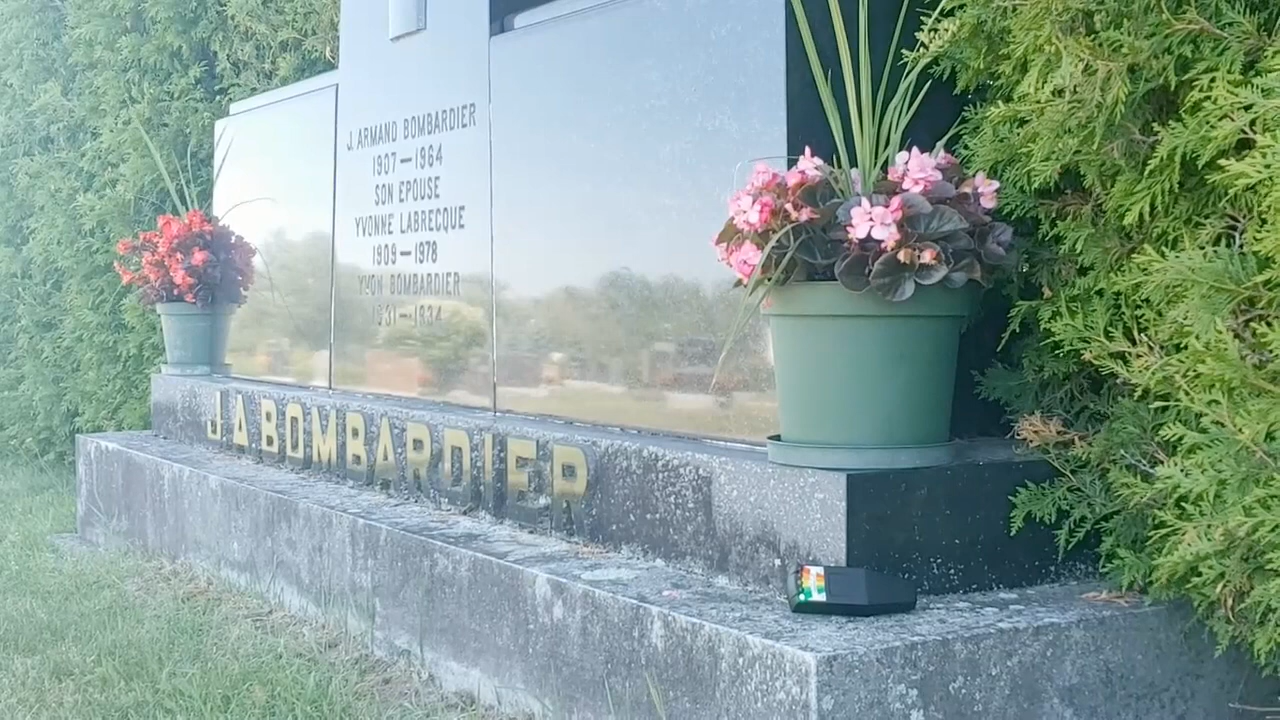 J. ARMAND BOMBARDIER
1907 — 1964
SON EPOUSE
YVONNE LABRECQUE
1909 — 1978
YVON BOMBARDIER
1931 — 1934
J. A. BOMBARDIER